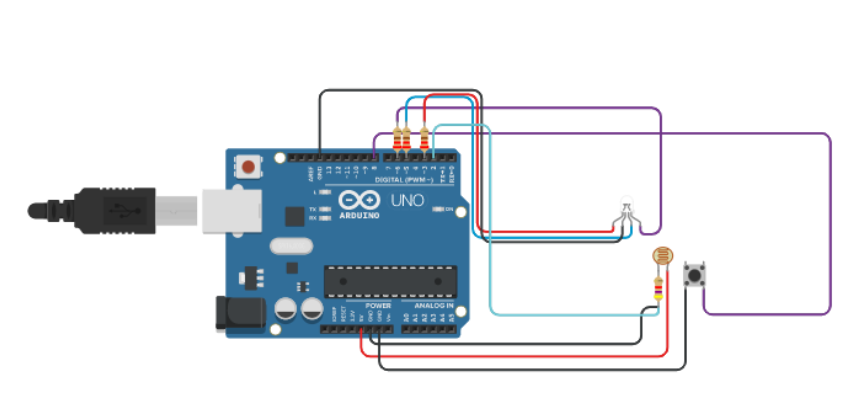 AREF
GND
13
12
~11
~10
~9
8
7
~6
~5
4
~3
2
TX→1
RX←0
DIGITAL (PWM~)
L
TX
RX
ARDUINO
UNO
ON
POWER
ANALOG IN
IOREF
RESET
3.3V
5V
GND
GND
Vin
A0
A1
A2
A3
A4
A5